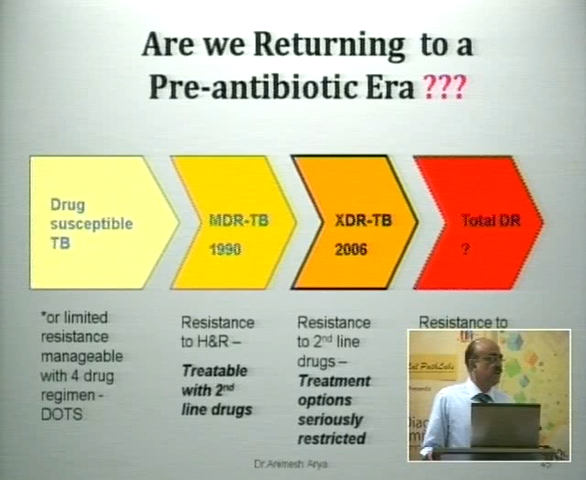 Are we Returning to a
Pre-antibiotic Era ???
Drug
susceptible
TB
MDR-TB
1990
XDR-TB
2006
Total DR
?
*or limited
resistance
manageable
with 4 drug
regimen -
DOTS
Resistance
to H&R –
Treatable
with 2nd
line drugs
Resistance
to 2nd line
drugs –
Treatment
options
seriously
restricted
Resistance to
Lal PathLabs
Dr.Animesh Arya